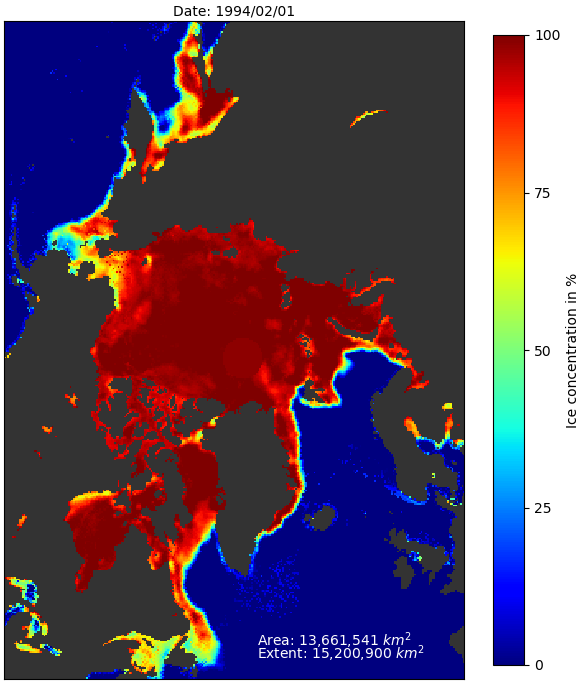 Date: 1994/02/01
100
75
50
25
0
Ice concentration in %
Area: 13,661,541 km²
Extent: 15,200,900 km²